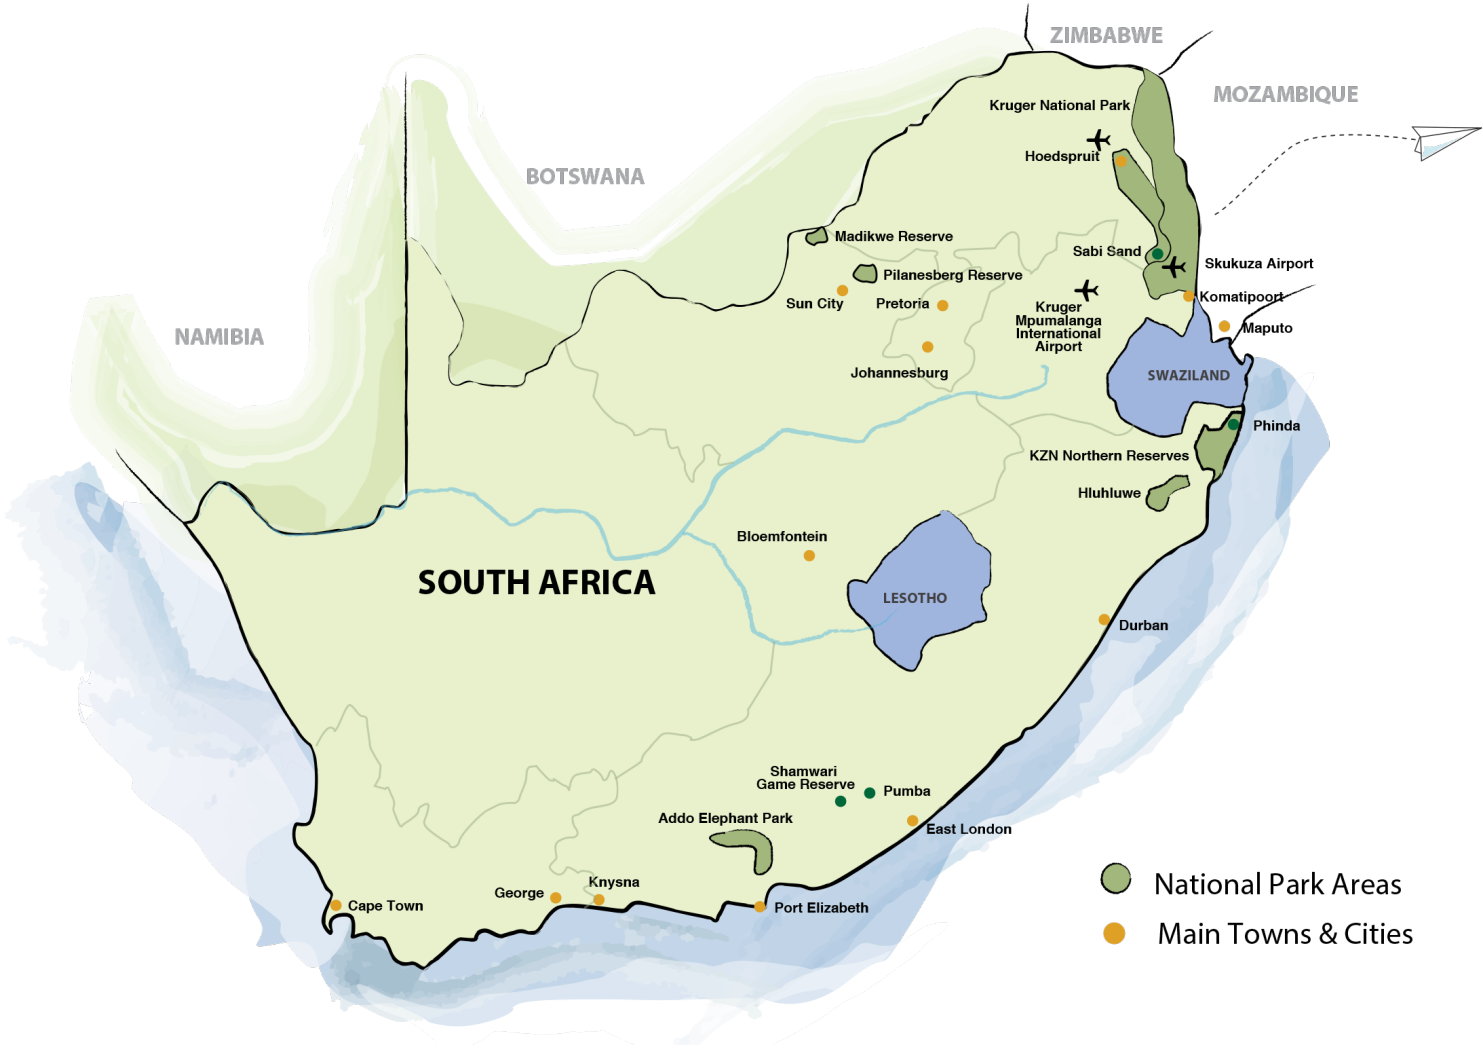 ZIMBABWE
MOZAMBIQUE
Kruger National Park
Hoedspruit
BOTSWANA
Madikwe Reserve
Sabi Sand
Skukuza Airport
Pilanesberg Reserve
Sun City
Pretoria
Komatipoort
Kruger
Mpumalanga
International
Airport
Maputo
NAMIBIA
Johannesburg
SWAZILAND
Phinda
KZN Northern Reserves
Hluhluwe
Bloemfontein
SOUTH AFRICA
LESOTHO
Durban
Shamwari
Game Reserve
Pumba
Addo Elephant Park
East London
George
Knysna
Cape Town
Port Elizabeth
National Park Areas
Main Towns & Cities